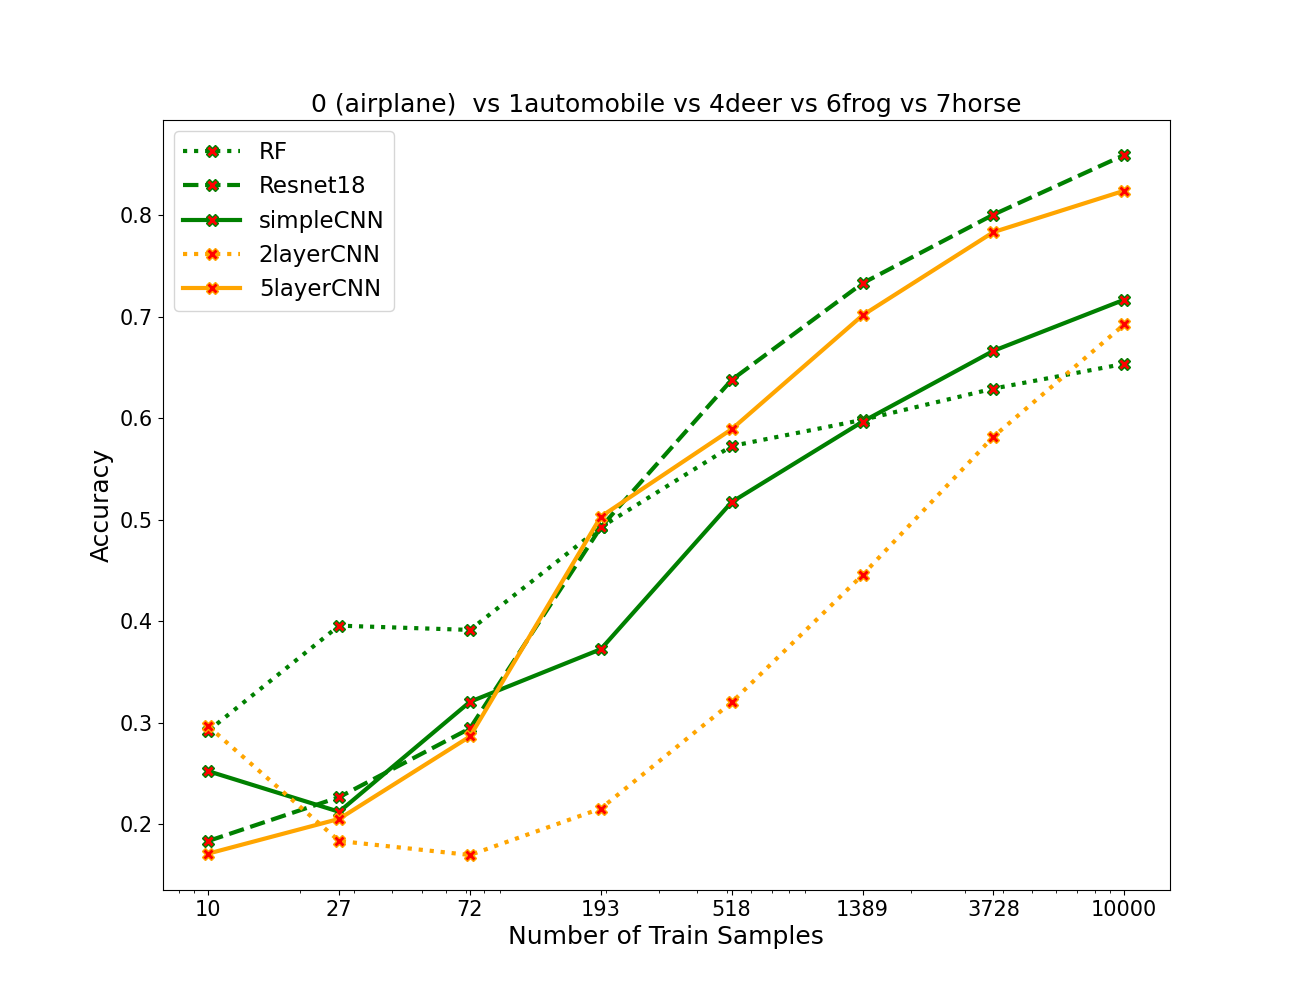 0 (airplane)  vs 1automobile vs 4deer vs 6frog vs 7horse
RF
Resnet18
simpleCNN
2layerCNN
5layerCNN
0.8
0.7
0.6
0.5
0.4
0.3
0.2
Accuracy
10 27 72 193 518 1389 3728 10000
Number of Train Samples